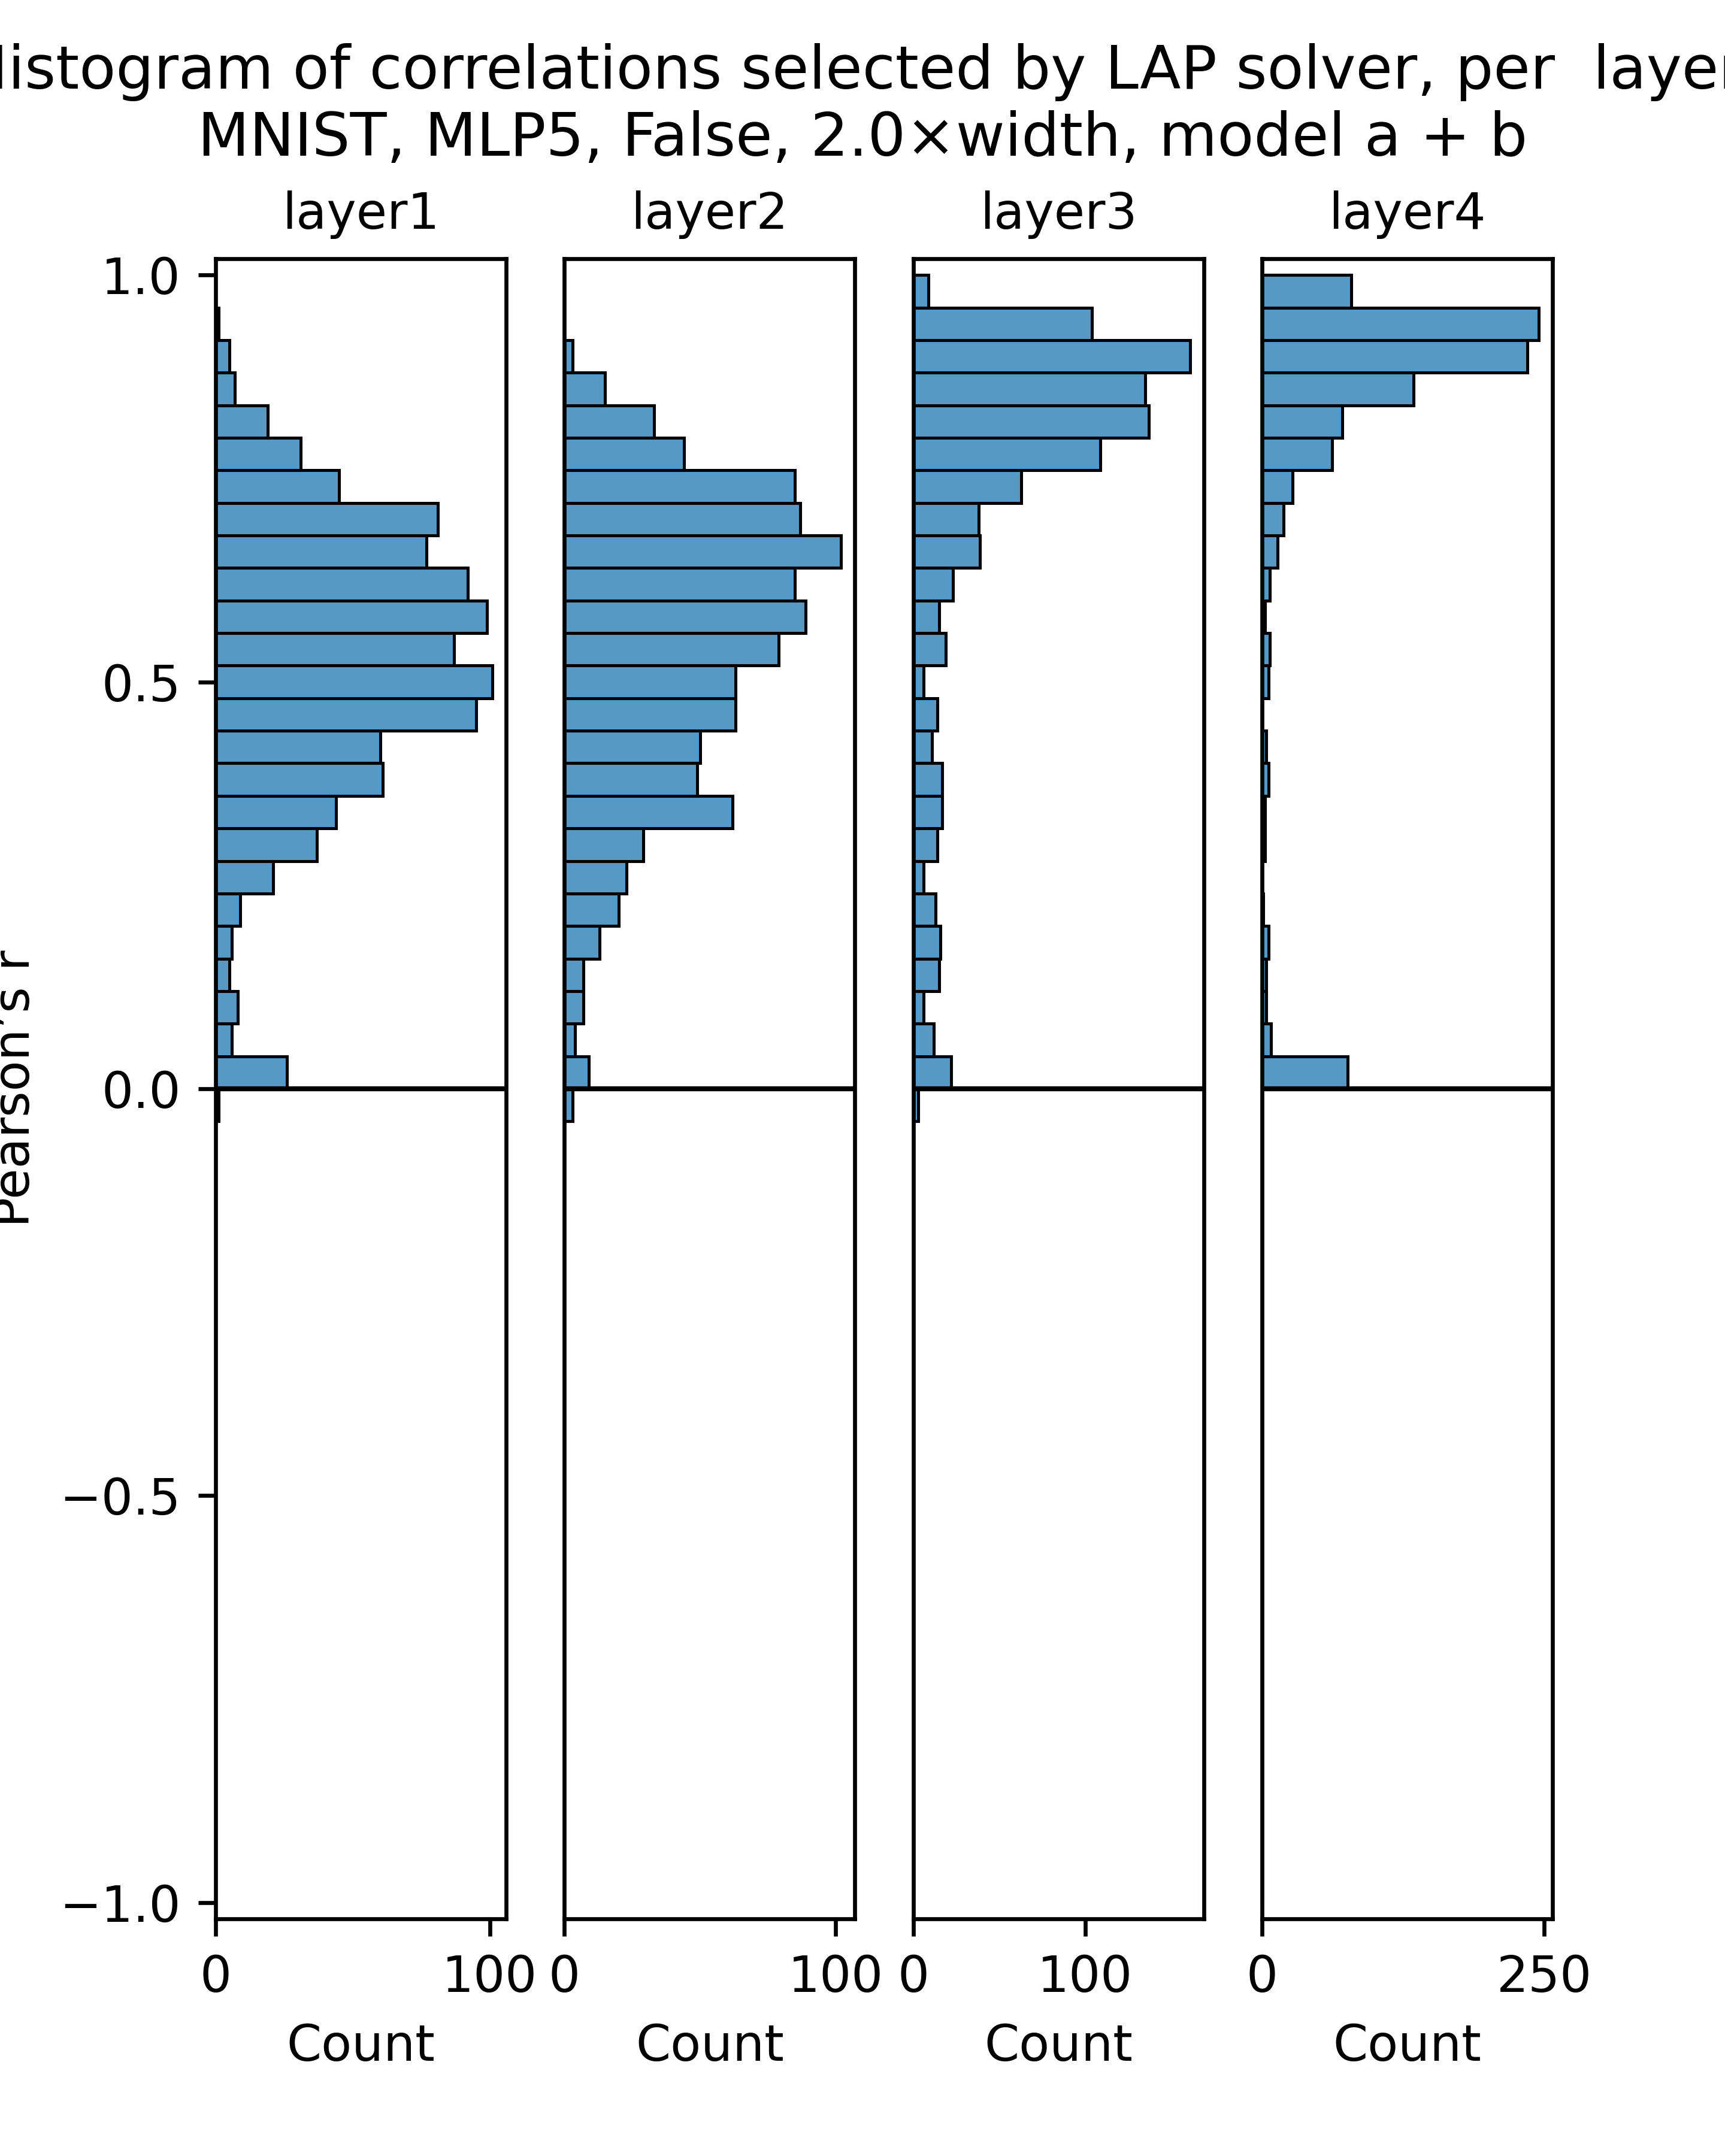 istogram of correlations selected by LAP solver, per  layer
MNIST, MLP5, False, 2.0×width, model a + b
layer1 layer2 layer3 layer4
1.0
0.5
0.0
−0.5
−1.0
Pearson’s r
0 100 0 100 0 100 0 250
Count Count Count Count